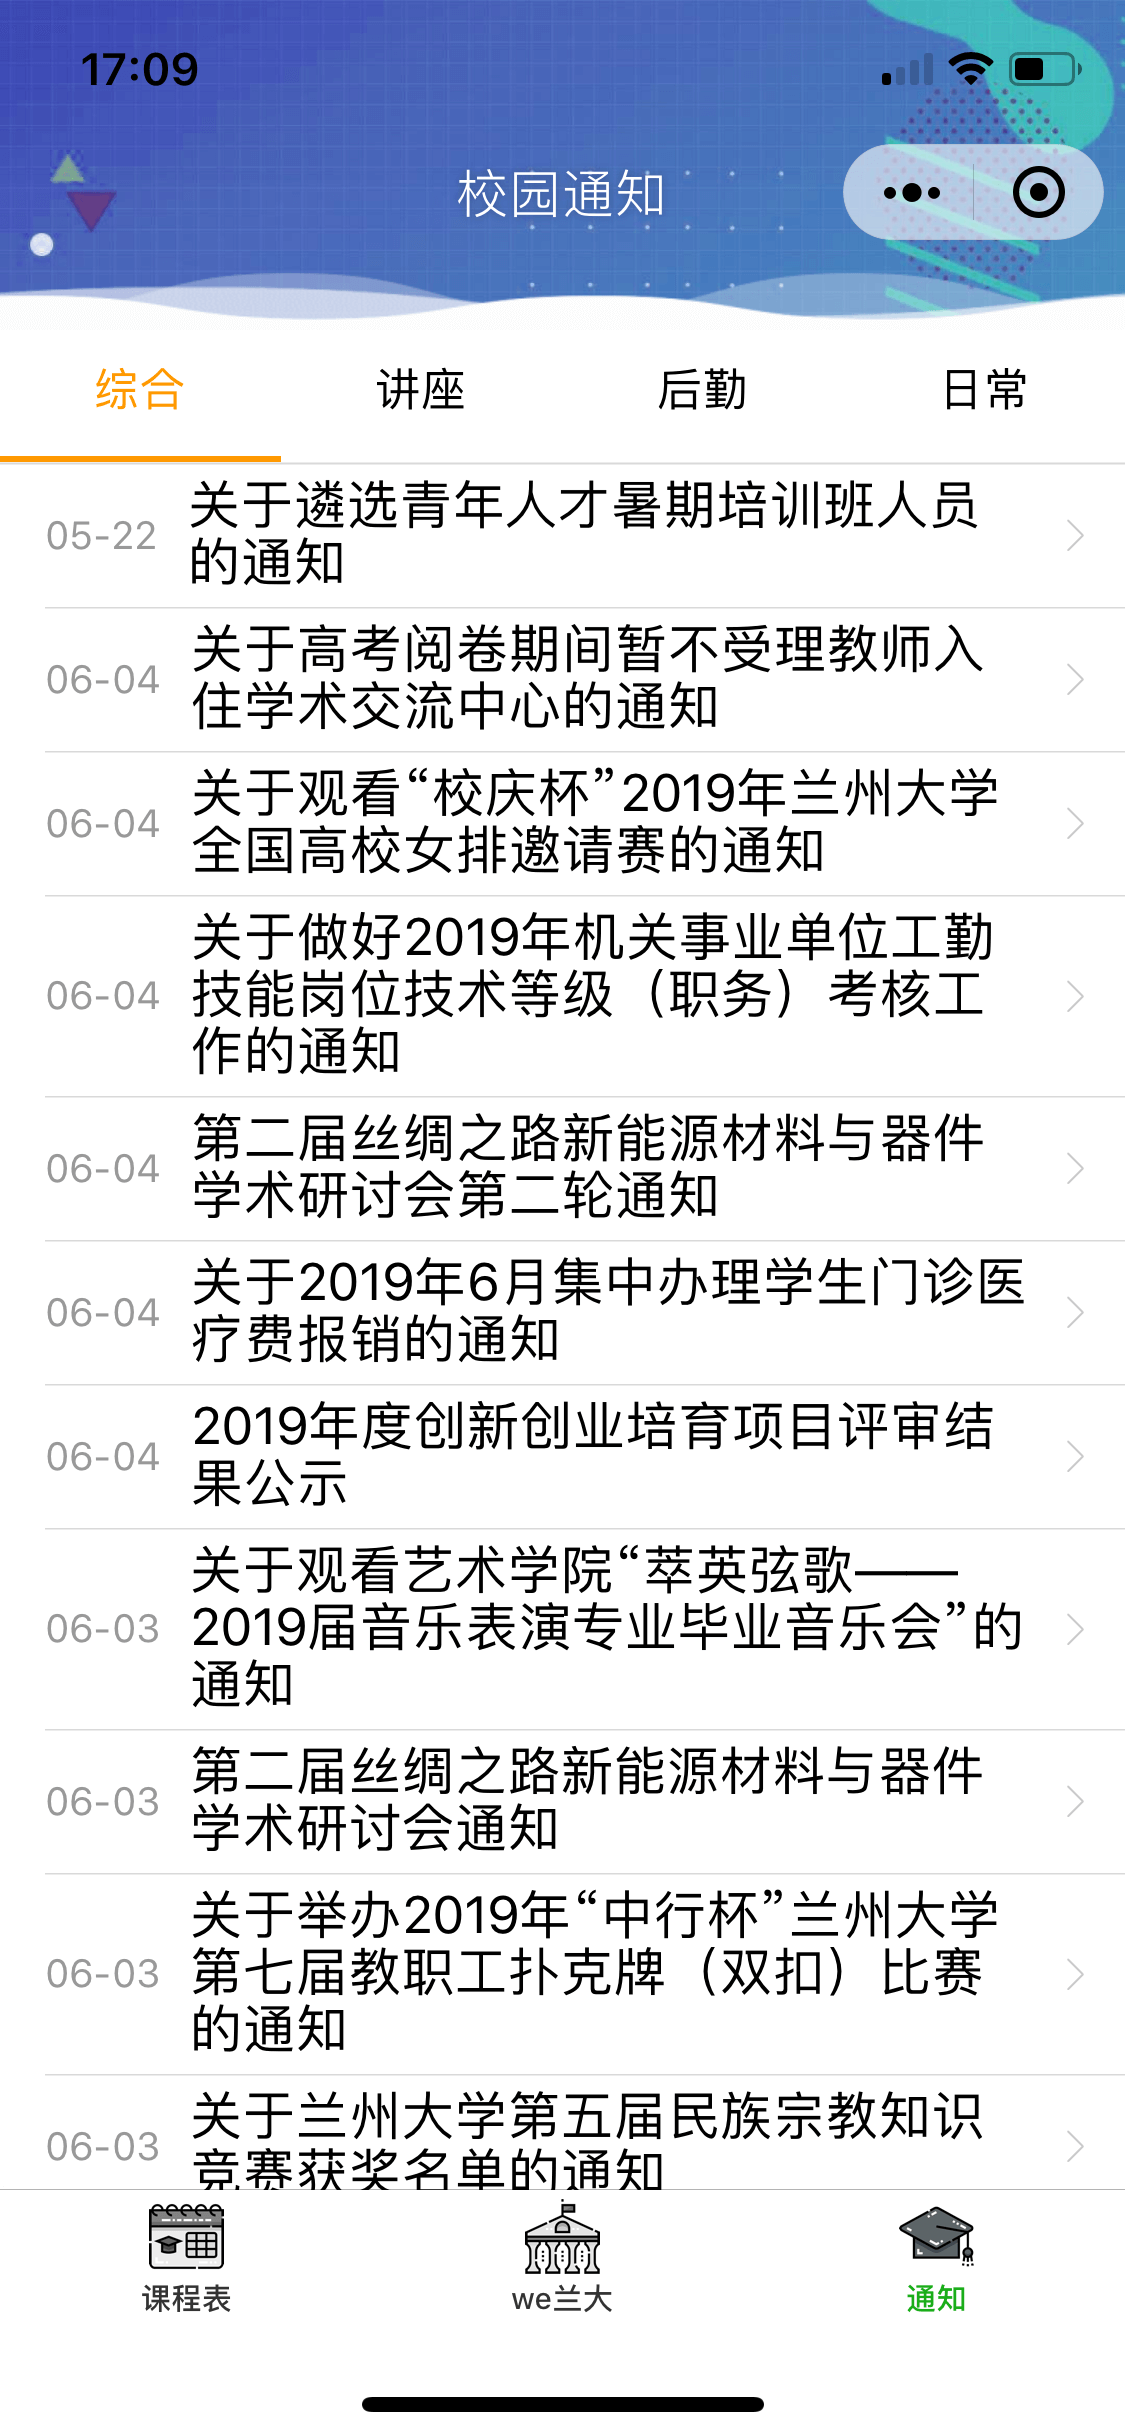 17:09
校园通知
综合 讲座 后勤 日常
05-22
关于遴选青年人才暑期培训班人员
的通知
06-04
关于高考阅卷期间暂不受理教师入
住学术交流中心的通知
06-04
关于观看“校庆杯”2019年兰州大学
全国高校女排邀请赛的通知
06-04
关于做好2019年机关事业单位工勤
技能岗位技术等级（职务）考核工
作的通知
06-04
第二届丝绸之路新能源材料与器件
学术研讨会第二轮通知
06-04
关于2019年6月集中办理学生门诊医
疗费报销的通知
06-04
2019年度创新创业培育项目评审结
果公示
06-03
关于观看艺术学院“萃英弦歌——
2019届音乐表演专业毕业音乐会”的
通知
06-03
第二届丝绸之路新能源材料与器件
学术研讨会通知
06-03
关于举办2019年“中行杯”兰州大学
第七届教职工扑克牌（双扣）比赛
的通知
06-03
关于兰州大学第五届民族宗教知识
竞赛获奖名单的通知
课程表 we兰大 通知